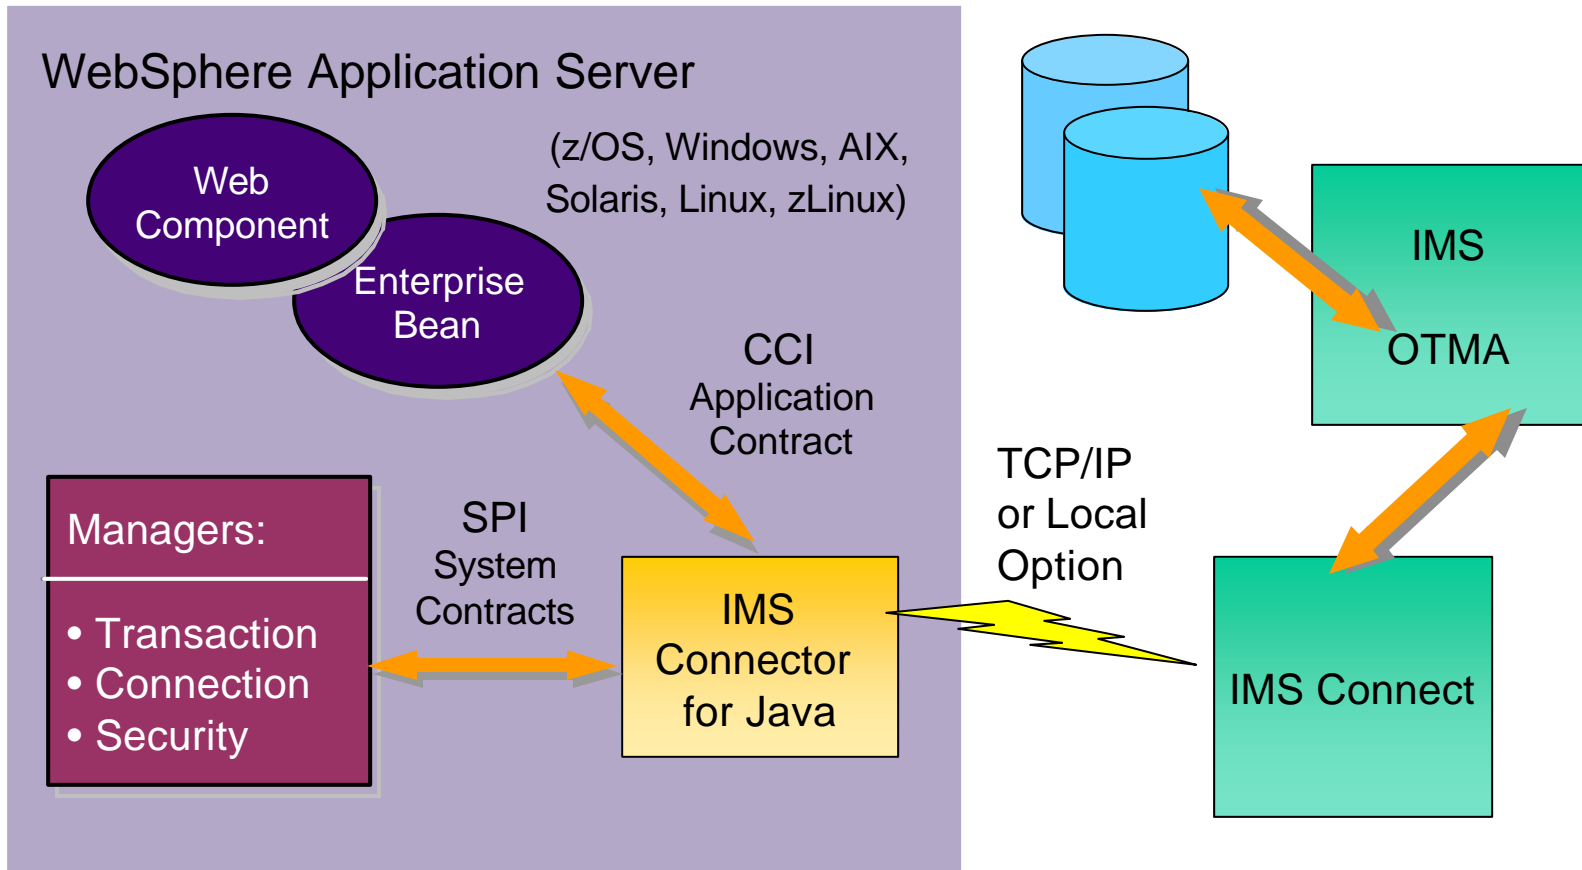 WebSphere Application Server
(z/OS, Windows, AIX,
Solaris, Linux, zLinux)
Web
Component
Enterprise
Bean
CCI
Application
Contract
Managers:
• Transaction
• Connection
• Security
SPI
System
Contracts
IMS
Connector
for Java
TCP/IP
or Local
Option
IMS
OTMA
IMS Connect